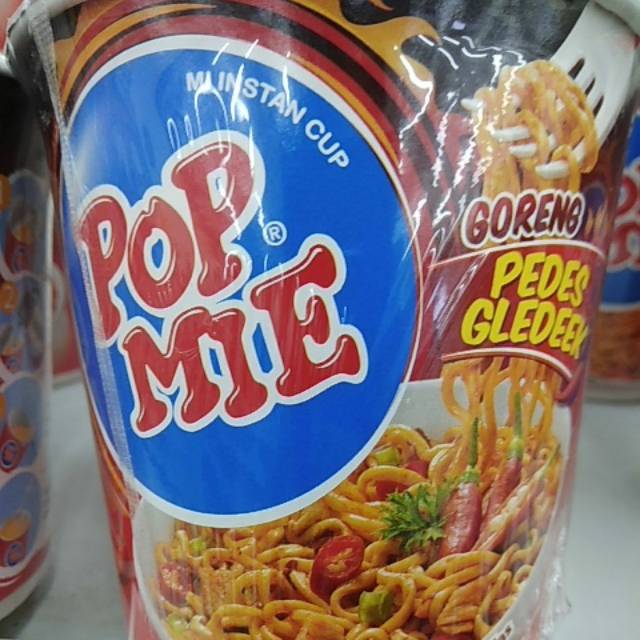 MI INSTAN CUP
POP
MIE®
GORENG
PEDES
GLEDEEK